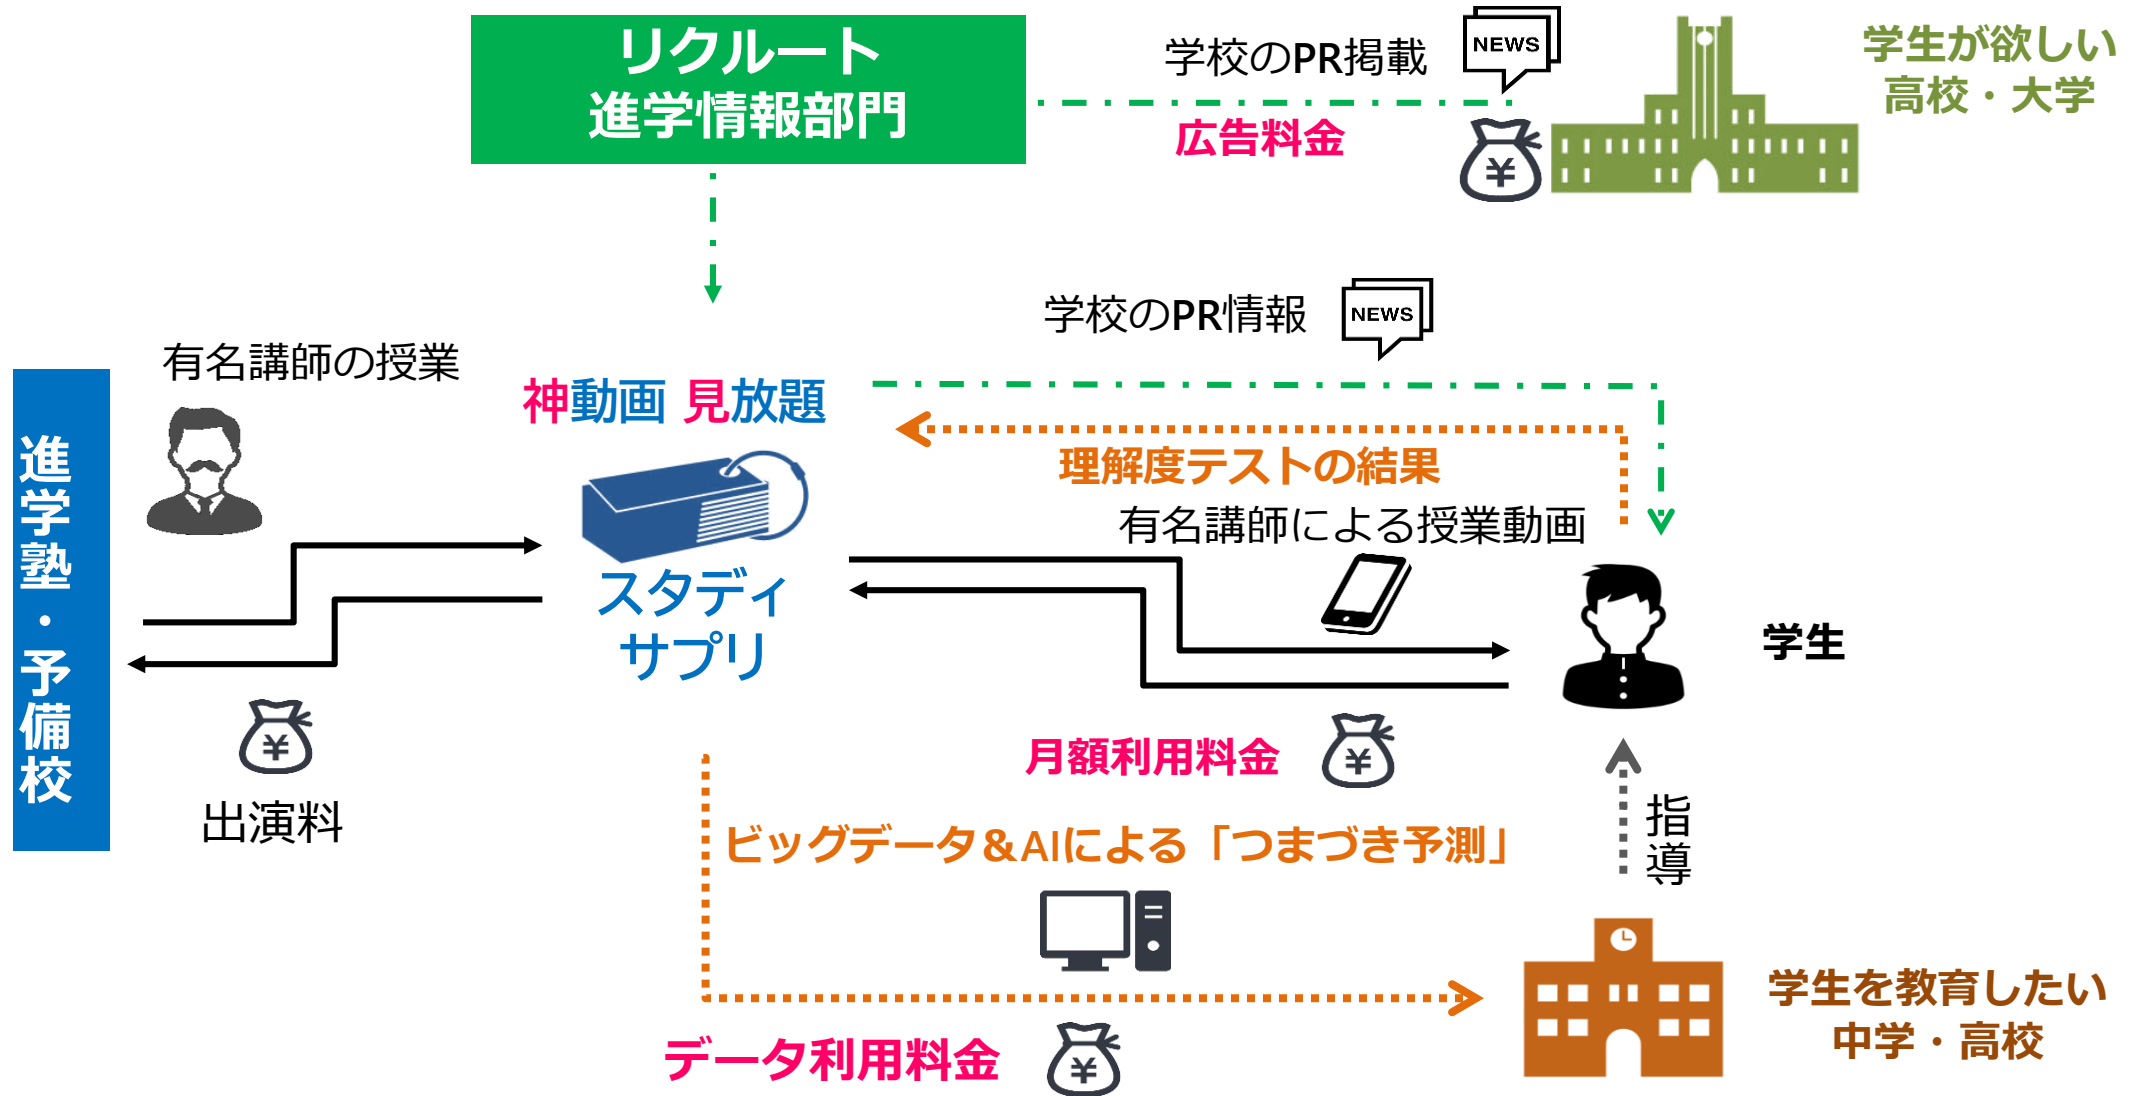 リクルート
進学情報部門
学校のPR掲載
NEWS
広告料金
¥
学生が欲しい
高校・大学
学校のPR情報
NEWS
有名講師の授業
進学塾・予備校
神動画 見放題
スタディ
サプリ
理解度テストの結果
有名講師による授業動画
学生
¥
出演料
月額利用料金
¥
ビッグデータ&AIによる「つまづき予測」
指導
データ利用料金
¥
学生を教育したい
中学・高校